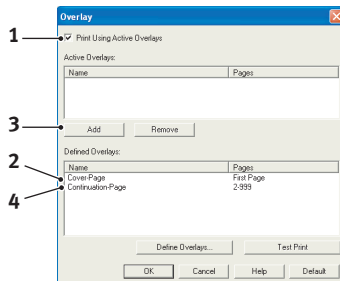 Overlay
1
Print Using Active Overlays
Active Overlays:
Name Pages
3
Add Remove
Defined Overlays:
Name Pages
2
Cover-Page First Page
4
Continuation-Page 2-999
Define Overlays... Test Print
OK Cancel Help Default